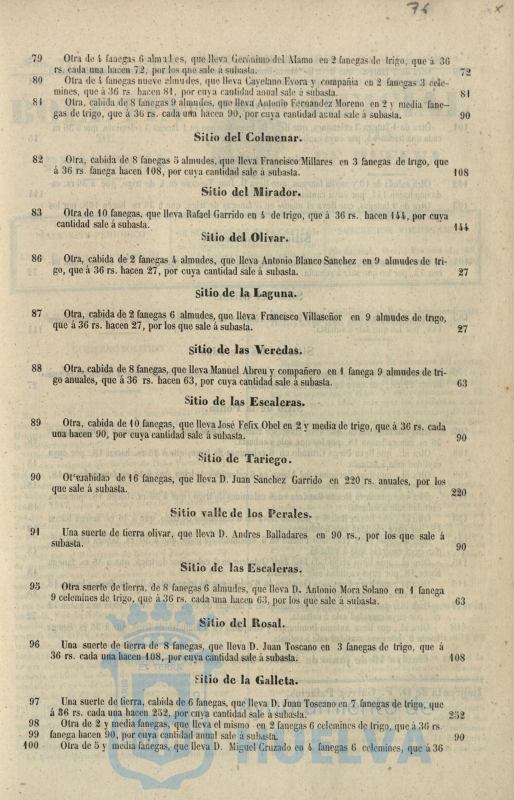 76
79 Otra de 4 fanegas 6 almudes, que lleva Gerónimo del Alamo en 2 fanegas de trigo, que á 36
rs. cada una hacen 72, por los que sale á subasta. 72
80 Otra de 4 fanegas nueve almudes, que lleva Cayetano Evora y compañia en 2 fanegas 3 cele-
mines, que á 36 rs. hacen 81, por cuya cantidad anual sale á subasta. 81
81 Otra, cabida de 8 fanegas 9 almudes, que lleva Antonio Fernandez Moreno en 2 y media fane-
gas de trigo, que á 36 rs. cada una hacen 90, por cuya cantidad anual sale á subasta. 90
Sitio del Colmenar.
82 Otra, cabida de 8 fanegas 5 almudes, que lleva Francisco Millares en 3 fanegas de trigo, que
á 36 rs. fanega hacen 108, por cuya cantidad sale á subasta. 108
Sitio del Mirador.
83 Otra de 10 fanegas, que lleva Rafael Garrido en 4 de trigo, que á 36 rs. hacen 144, por cuya
cantidad sale á subasta. 144
Sitio del Olivar.
86 Otra, cabida de 2 fanegas 4 almudes, que lleva Antonio Blanco Sanchez en 9 almudes de tri-
go, que á 36 rs. hacen 27, por cuya cantidad sale á subasta. 27
Sitio de la Laguna.
87 Otra, cabida de 2 fanegas 6 almudes, que lleva Francisco Villaseñor en 9 almudes de trigo,
que á 36 rs. hacen 27, por los que sale á subasta. 27
Sitio de las Veredas.
88 Otra, cabida de 8 fanegas, que lleva Manuel Abreu y compañero en 1 fanega 9 almudes de tri-
go anuales, que á 36 rs. hacen 63, por cuya cantidad sale á subasta. 63
Sitio de las Escaleras.
89 Otra, cabida de 10 fanegas, que lleva José Felix Obel en 2 y media de trigo, que á 36 rs. cada
una hacen 90, por cuya cantidad sale á subasta. 90
Sitio de Tariego.
90 de 16 fanegas, que lleva D. Juan Sanchez Garrido en 220 rs. anuales, por los
que sale á subasta. 220
Sitio valle de los Perales.
91 Una suerte de tierra olivar, que lleva D. Andres Balladares en 90 rs., por los que sale á
subasta. 90
Sitio de las Escaleras.
95 Otra suerte de tierra, de 8 fanegas 6 almudes, que lleva D. Antonio Mora Solano en 1 fanega
9 celemines de trigo, que á 36 rs. cada una hacen 63, por los que sale á subasta. 63
Sitio del Rosal.
96 Una suerte de tierra de 8 fanegas, que lleva D. Juan Toscano en 3 fanegas de trigo, que á
36 rs. cada una hacen 108, por cuya cantidad sale á subasta. 108
Sitio de la Galleta.
97 Una suerte de tierra, cabida de 6 fanegas, que lleva D. Juan Toscano en 7 fanegas de trigo, que
á 36 rs. cada una hacen 252, por cuya cantidad sale á subasta. 252
98 Otra de 2 y media fanegas, que lleva el mismo en 2 fanegas 6 celemines de trigo, que á 36 rs.
99 fanega hacen 90, por cuya cantidad anual sale á subasta. 90
100 Otra de 5 y media fanegas, que lleva D. Miguel Cruzado en 4 fanegas 6 celemines, que á 36
HUELVA